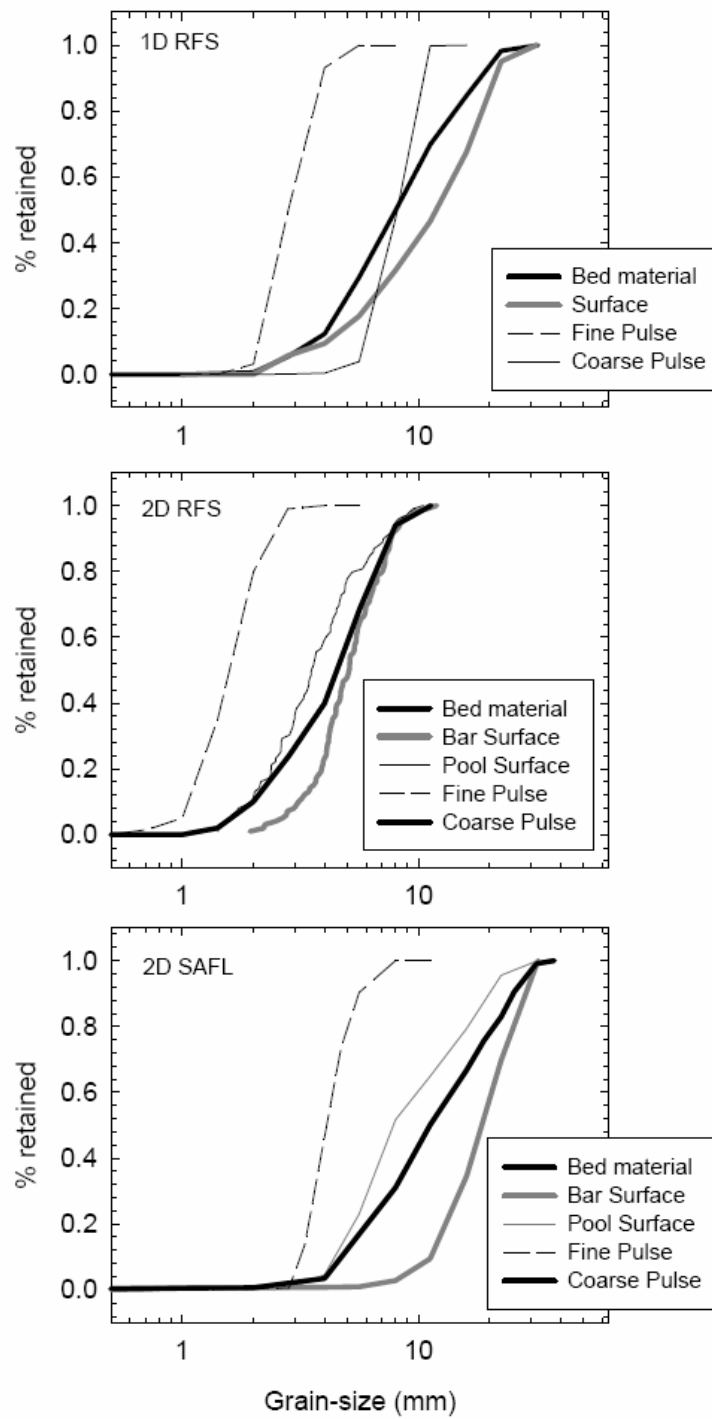 1D RFS
% retained
1.0
0.8
0.6
0.4
0.2
0.0
1
10
Bed material
Surface
Fine Pulse
Coarse Pulse
2D RFS
% retained
1.0
0.8
0.6
0.4
0.2
0.0
1
10
Bed material
Bar Surface
Pool Surface
Fine Pulse
Coarse Pulse
2D SAFL
% retained
1.0
0.8
0.6
0.4
0.2
0.0
1
10
Bed material
Bar Surface
Pool Surface
Fine Pulse
Coarse Pulse
Grain-size (mm)